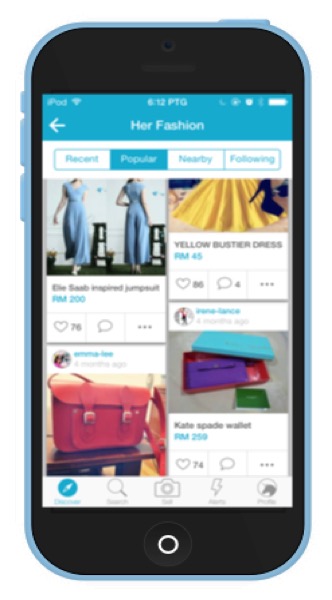 iPod 6:12 PTG
Her Fashion
Recent Popular Nearby Following
Elie Saab inspired jumpsuit
RM 200
76
emma-lee
4 months ago
YELLOW BUSTIER DRESS
RM 45
86 4 •••
irene-lance
4 months ago
Kate spade wallet
RM 259
74 •••
Discover Search Sell Alerts Profile